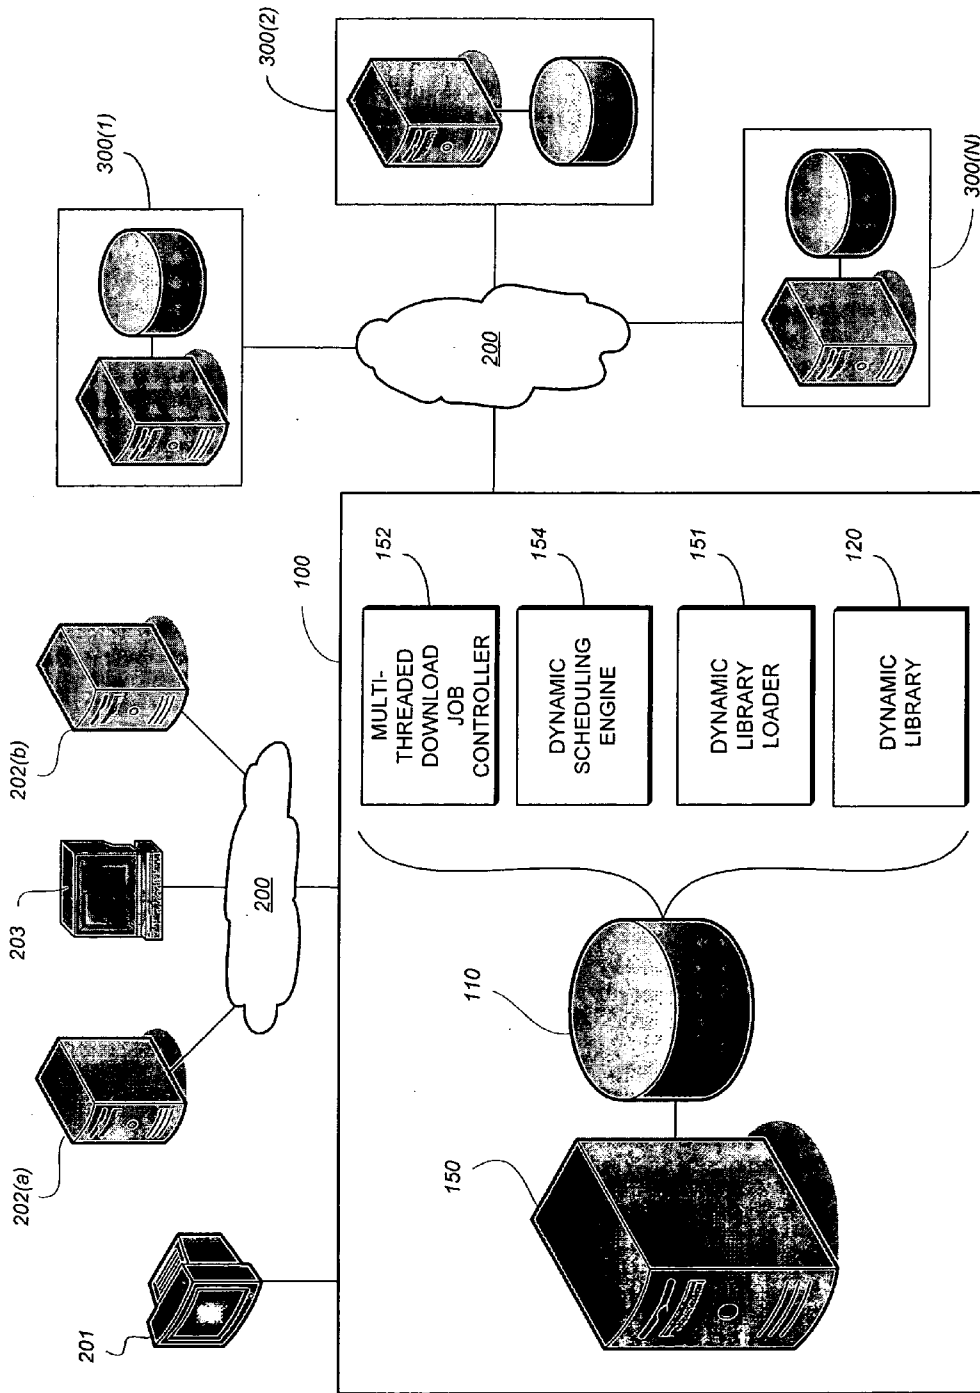 201
202(a)
203
202(b)
200
100
150
110
MULTI-
THREADED
DOWNLOAD
JOB
CONTROLLER
152
DYNAMIC
SCHEDULING
ENGINE
154
DYNAMIC
LIBRARY
LOADER
151
DYNAMIC
LIBRARY
120
200
300(1)
300(2)
300(N)